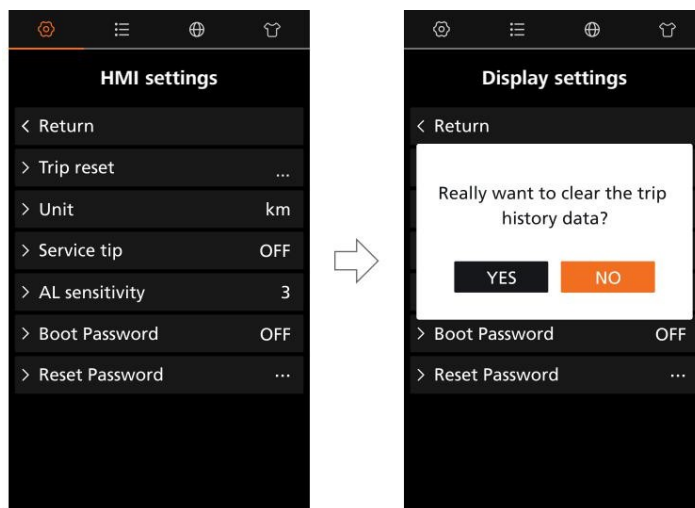 HMI settings
< Return
> Trip reset ...
> Unit km
> Service tip OFF
> AL sensitivity 3
> Boot Password OFF
> Reset Password ...
Display settings
< Return
Really want to clear the trip
history data?
YES NO
> Boot Password OFF
> Reset Password ...